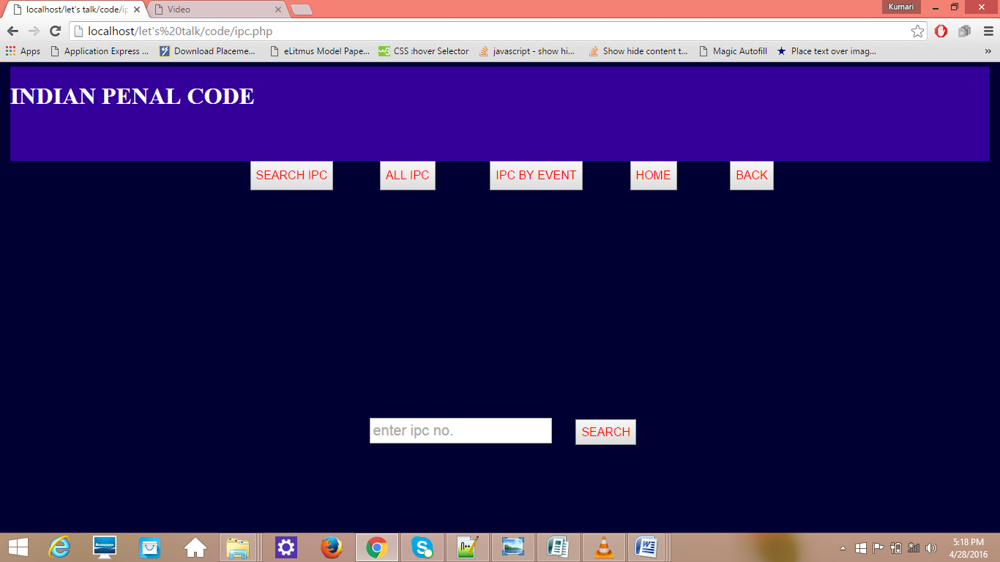 localhost/let's talk/code/ip
Video
Kumari
localhost/let's%20talk/code/ipc.php
Apps
Application Express ...
Download Placeme...
eLitmus Model Pape...
CSS :hover Selector
javascript - show hi...
Show hide content t...
Magic Autofill
Place text over imag...
»
INDIAN PENAL CODE
SEARCH IPC
ALL IPC
IPC BY EVENT
HOME
BACK
enter ipc no.
SEARCH
5:18 PM
4/28/2016